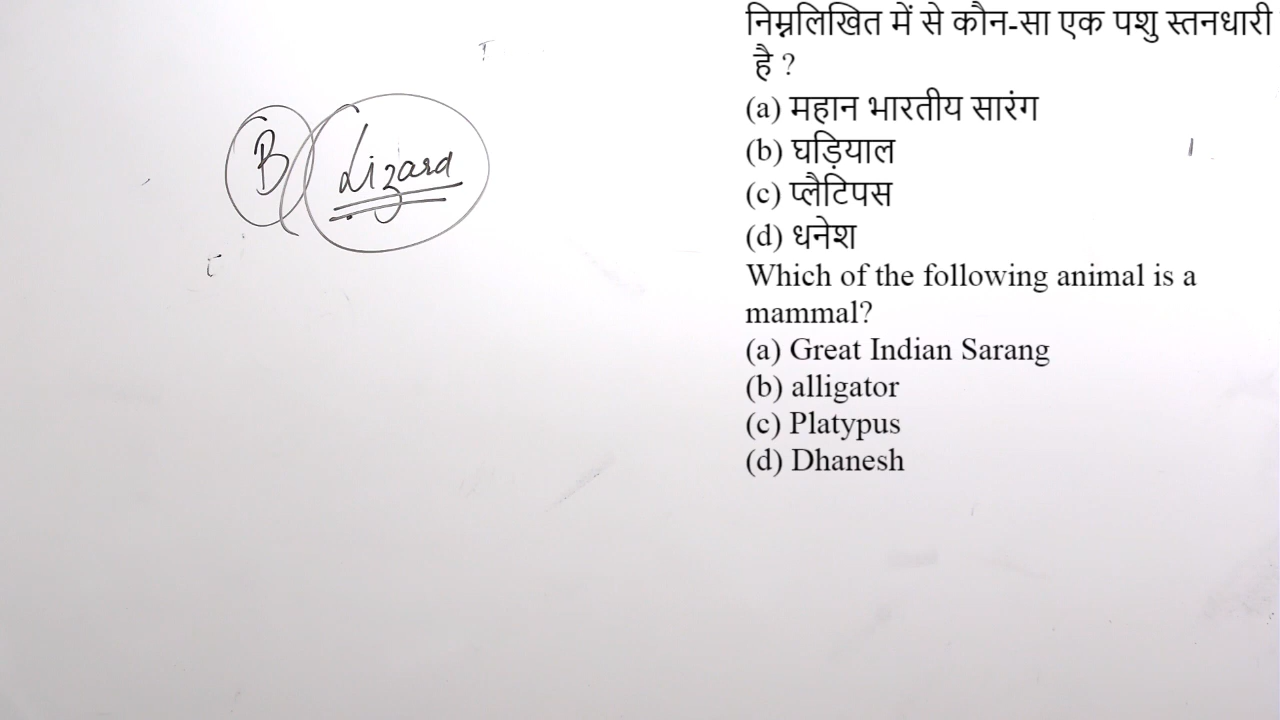 B Lizard
निम्नलिखित में से कौन-सा एक पशु स्तनधारी
है ?
(a) महान भारतीय सारंग
(b) घड़ियाल
(c) प्लैटिपस
(d) धनेश
Which of the following animal is a
mammal?
(a) Great Indian Sarang
(b) alligator
(c) Platypus
(d) Dhanesh